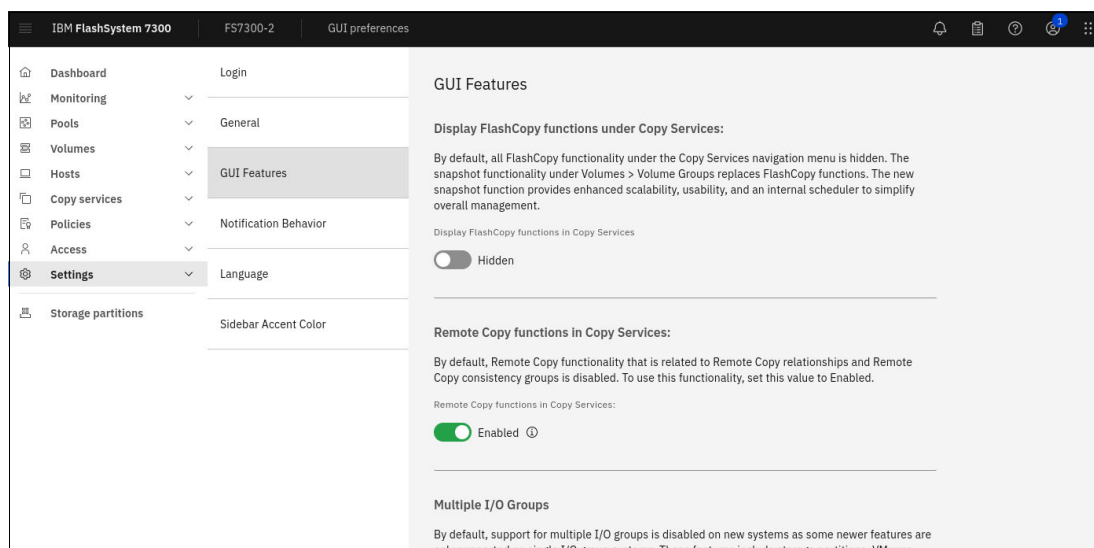 IBM FlashSystem 7300
FS7300-2
GUI preferences
1
Dashboard
Monitoring
Pools
Volumes
Hosts
Copy services
Policies
Access
Settings
Storage partitions
Login
General
GUI Features
Notification Behavior
Language
Sidebar Accent Color
GUI Features
Display FlashCopy functions under Copy Services:
By default, all FlashCopy functionality under the Copy Services navigation menu is hidden. The
snapshot functionality under Volumes > Volume Groups replaces FlashCopy functions. The new
snapshot function provides enhanced scalability, usability, and an internal scheduler to simplify
overall management.
Display FlashCopy functions in Copy Services
Hidden
Remote Copy functions in Copy Services:
By default, Remote Copy functionality that is related to Remote Copy relationships and Remote
Copy consistency groups is disabled. To use this functionality, set this value to Enabled.
Remote Copy functions in Copy Services:
Enabled
Multiple I/O Groups
By default, support for multiple I/O groups is disabled on new systems as some newer features are